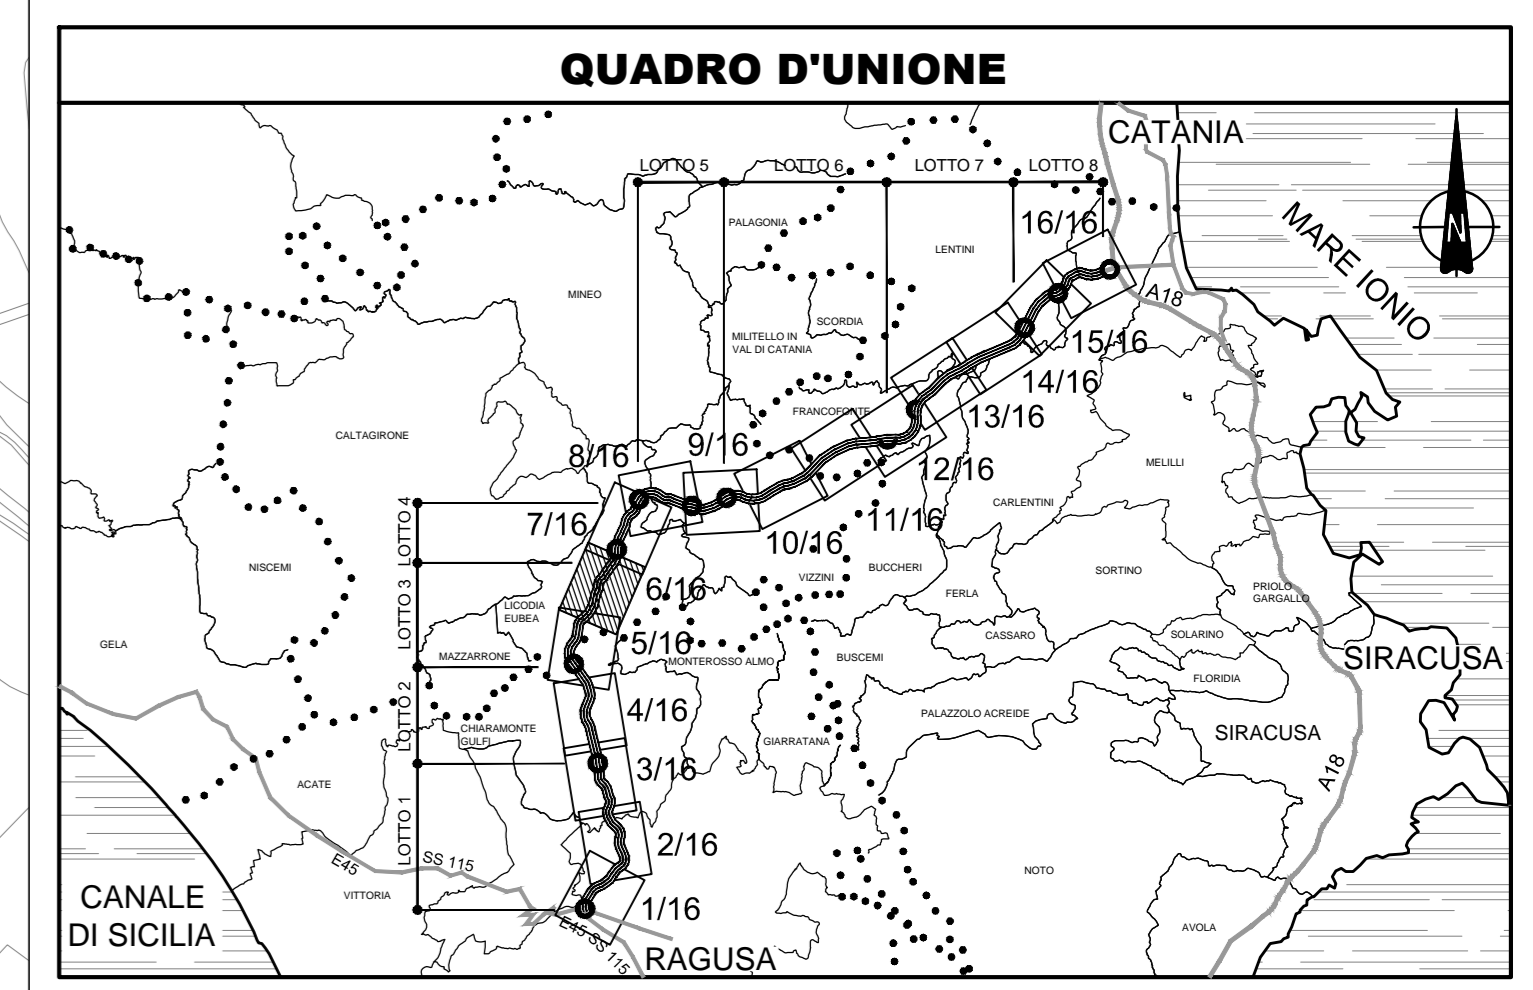 QUADRO D'UNIONE
CATANIA
LOTTO 5
LOTTO 6
LOTTO 7
LOTTO 8
PALAGONIA
16/16
LENTINI
N
MARE IONIO
MINEO
A18
SCORDIA
MILITELLO IN
VAL DI CATANIA
15/16
14/16
FRANCOFONTE
13/16
CALTAGIRONE
8/16
9/16
12/16
MELILLI
CARLENTINI
7/16
11/16
10/16
LOTTO 4
NISCEMI
VIZZINI
BUCCHERI
SORTINO
6/16
FERLA
PRIOLO
GARGALLO
LICODIA
EUBEA
LOTTO 3
CASSARO
SOLARINO
GELA
5/16
MAZZARRONE
MONTEROSSO ALMO
BUSCEMI
SIRACUSA
FLORIDIA
4/16
LOTTO 2
PALAZZOLO ACREIDE
CHIARAMONTE
GULFI
GIARRATANA
SIRACUSA
3/16
A18
ACATE
LOTTO 1
2/16
E45
SS 115
NOTO
VITTORIA
CANALE
DI SICILIA
1/16
AVOLA
E45 SS 115
RAGUSA